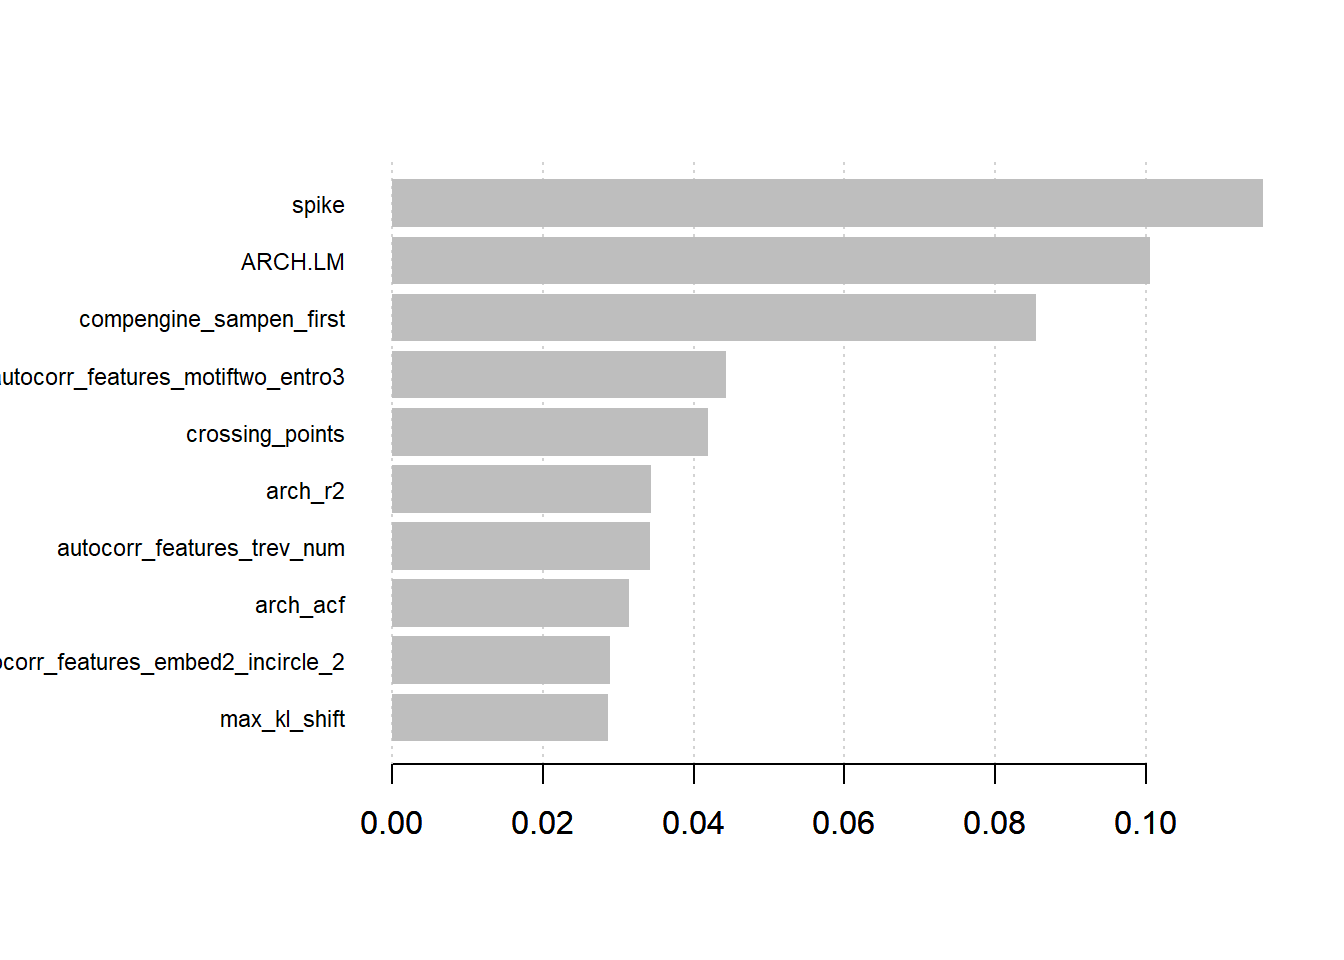 spike
ARCH.LM
compengine_sampen_first
autocorr_features_motiftwo_entro3
crossing_points
arch_r2
autocorr_features_trev_num
arch_acf
ocorr_features_embed2_incircle_2
max_kl_shift
0.00 0.02 0.04 0.06 0.08 0.10